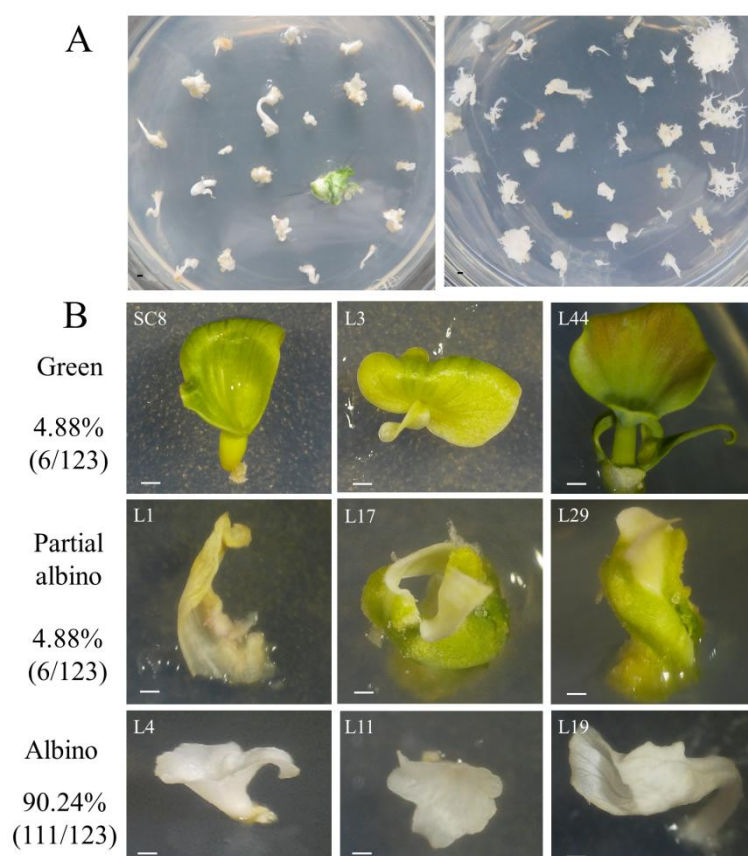 A
B
SC8
L3
L44
Green
4.88%
(6/123)
L1
L17
L29
Partial
albino
4.88%
(6/123)
L4
L11
L19
Albino
90.24%
(111/123)